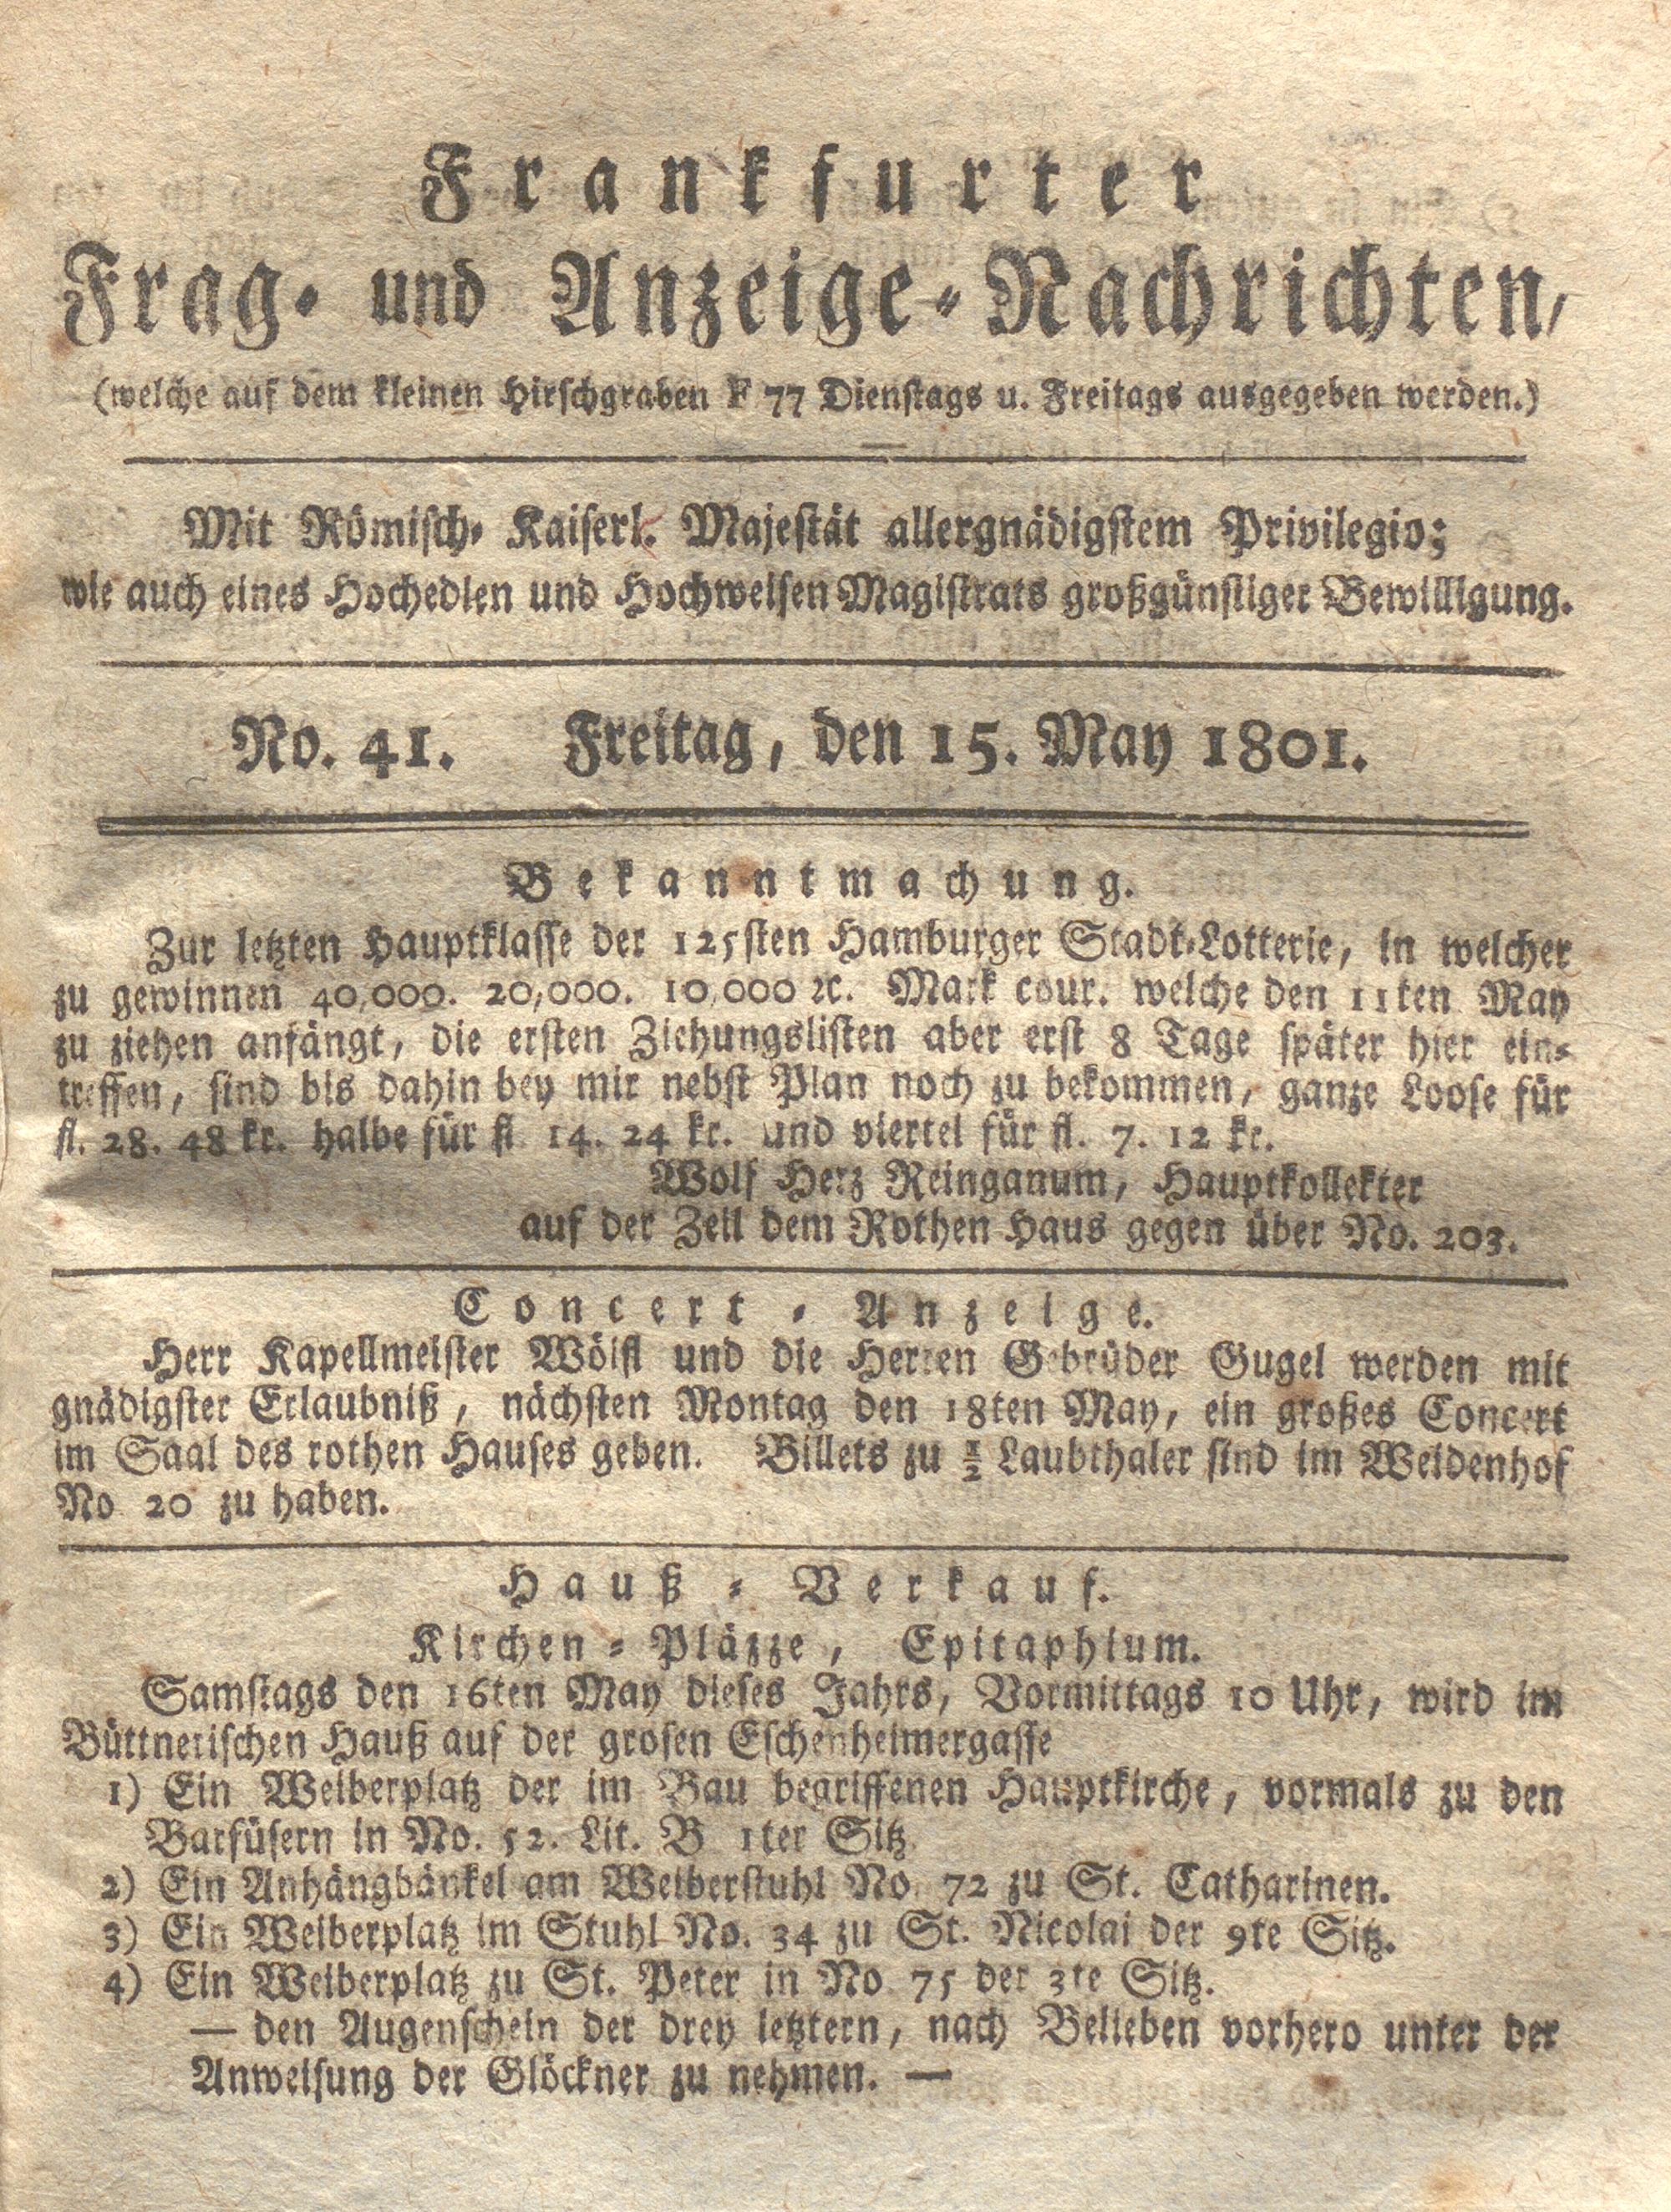 Frankfurter
Frag- und Anzeige-Nachrichten,
(welche auf dem kleinen Hirschgraben F 77 Dienstags u. Freitags ausgegeben werden.)
Mit Römisch- Kaiserl. Majestät allergnädigstem Privilegio;
wie auch eines Hochedlen und Hochweisen Magistrats großgünstiger Bewilligung.
No. 41. Freitag, den 15. May 1801.
Bekanntmachung.
Zur letzten Hauptklasse der 125sten Hamburger Stadt-Lotterie, in welcher
zu gewinnen 40,000. 20,000. 10,000 ꝛc. Mark cour. welche den 11ten May
zu ziehen anfängt, die ersten Ziehungslisten aber erst 8 Tage später hier ein-
treffen, sind bis dahin bey mir nebst Plan noch zu bekommen, ganze Loose für
fl. 28. 48 kr. halbe für fl 14. 24 kr. und viertel für fl. 7. 12 kr.
Wolf Herz Reinganum, Hauptkollekter
auf der Zeil dem Rothen Haus gegen über No. 203.
Concert-Anzeige.
Herr Kapellmeister Wölfl und die Herren Gebrüder Gugel werden mit
gnädigster Erlaubniß, nächsten Montag den 18ten May, ein großes Concert
im Saal des rothen Hauses geben. Billets zu ½ Laubthaler sind im Weidenhof
No 20 zu haben.
Hauß-Verkauf.
Kirchen-Pläzze, Epitaphium.
Samstags den 16ten May dieses Jahrs, Vormittags 10 Uhr, wird im
Büttnerischen Hauß auf der grosen Eschenheimergasse
1) Ein Weiberplatz der im Bau begriffenen Hauptkirche, vormals zu den
Barfüsern in No. 52. Lit. B 1ter Sitz
2) Ein Anhängbänkel am Weiberstuhl No. 72 zu St. Catharinen.
3) Ein Weiberplatz im Stuhl No. 34 zu St. Nicolai der 9te Sitz.
4) Ein Weiberplatz zu St. Peter in No 75 der 3te Sitz.
— den Augenschein der drey letztern, nach Belieben vorhero unter der
Anweisung der Glöckner zu nehmen. —